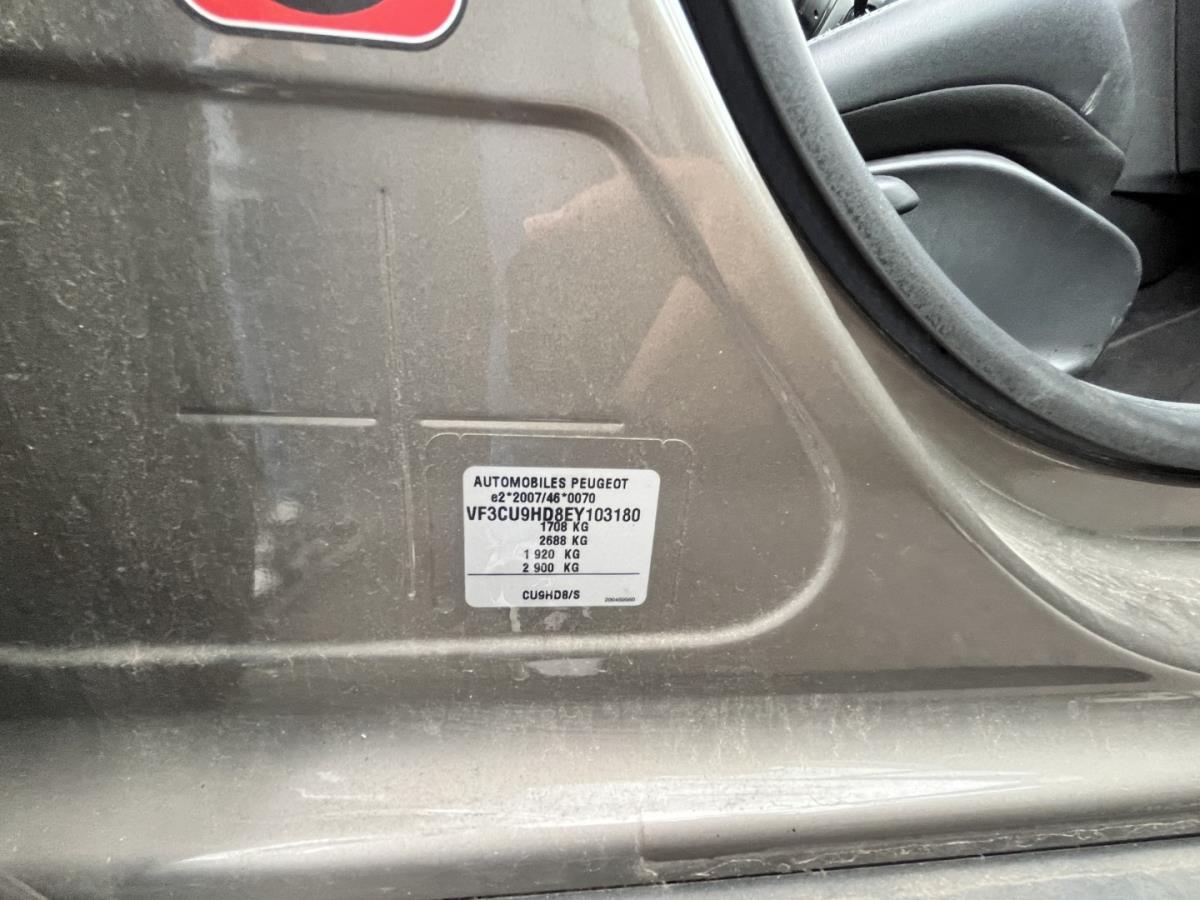 AUTOMOBILES PEUGEOT
e2*2007/46*0070
VF3CU9HD8EY103180
1708 KG
2688 KG
1 920 KG
2 900 KG
CU9HD8/S